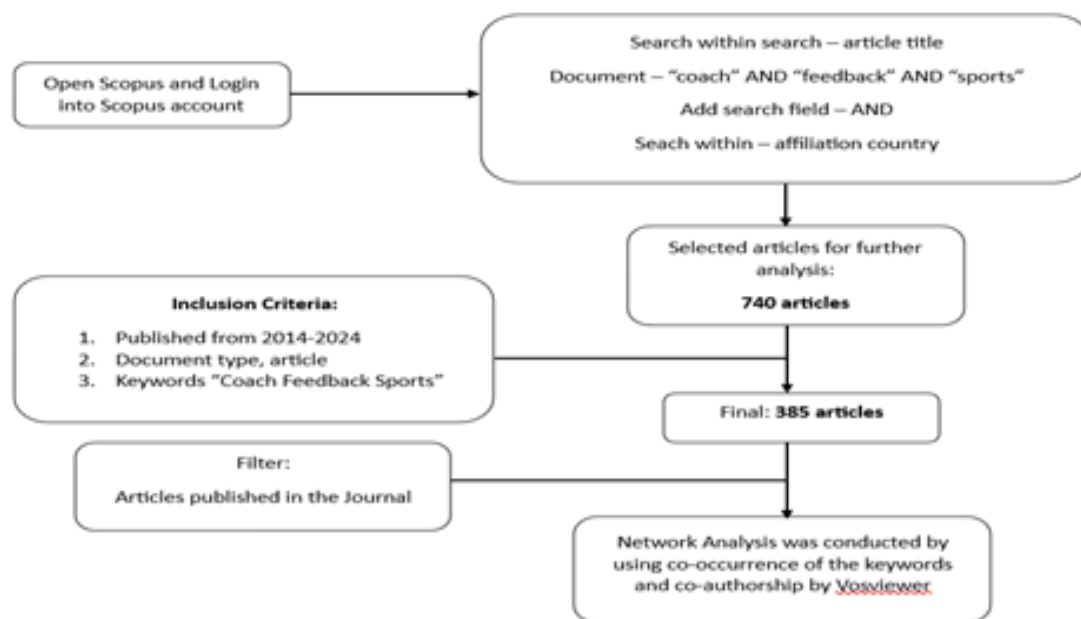 Open Scopus and Login
into Scopus account
Search within search – article title
Document – “coach” AND “feedback” AND “sports”
Add search field – AND
Seach within – affiliation country
Selected articles for further
analysis:
740 articles
Inclusion Criteria:
1. Published from 2014-2024
2. Document type, article
3. Keywords “Coach Feedback Sports”
Final: 385 articles
Filter:
Articles published in the Journal
Network Analysis was conducted by
using co-occurrence of the keywords
and co-authorship by Vosviewer